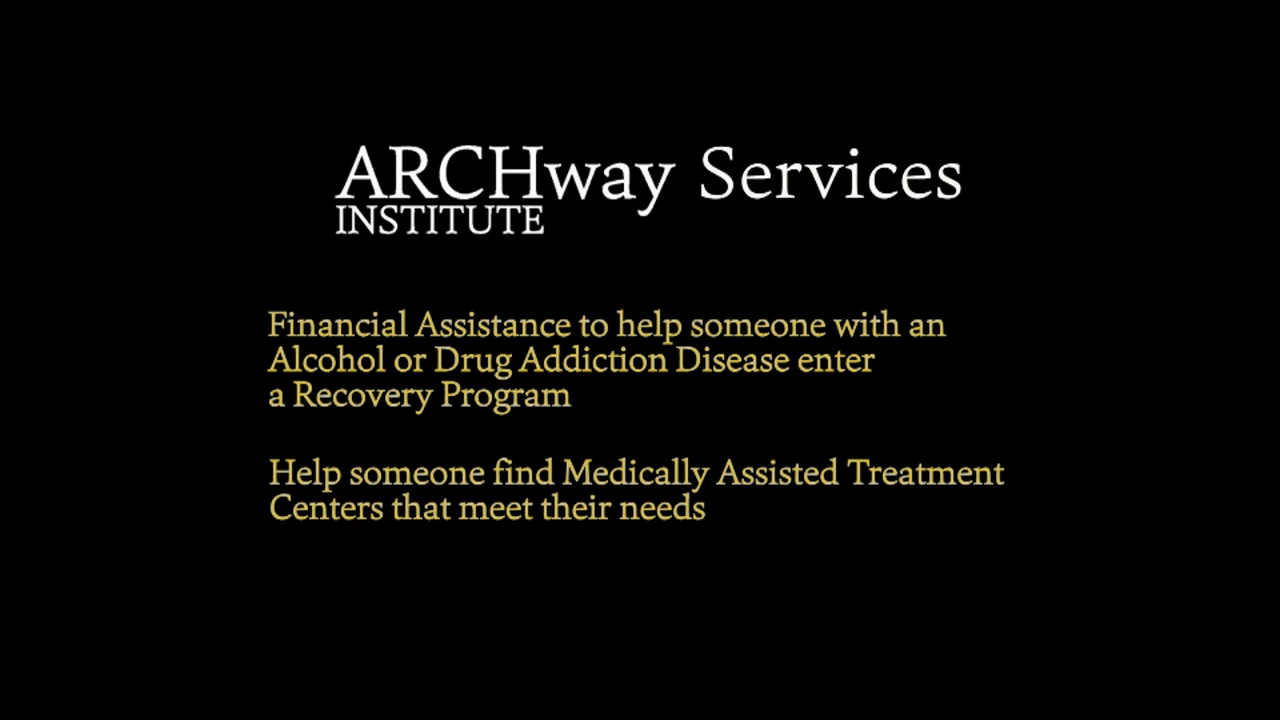 ARCHway Services
INSTITUTE
Financial Assistance to help someone with an
Alcohol or Drug Addiction Disease enter
a Recovery Program
Help someone find Medically Assisted Treatment
Centers that meet their needs